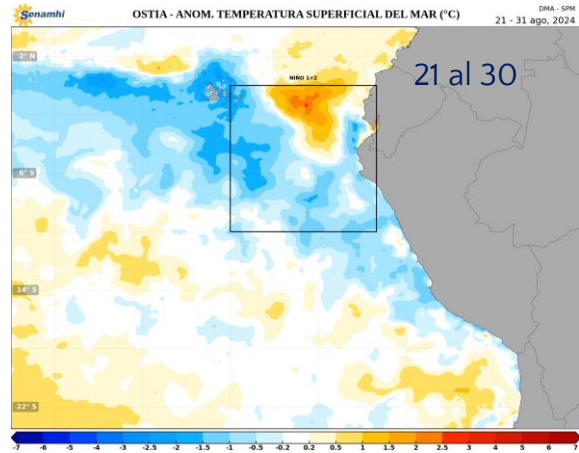 Senamhi
OSTIA - ANOM. TEMPERATURA SUPERFICIAL DEL MAR (°C)
DMA - SPM
21 - 31 ago, 2024
21 al 30
2° N
NIÑO 1+2
6° S
14° S
22° S
-7 -6 -5 -4 -3 -2.5 -2 -1.5 -1 -0.5 -0.2 0.2 0.5 1 1.5 2 2.5 3 4 5 6 7